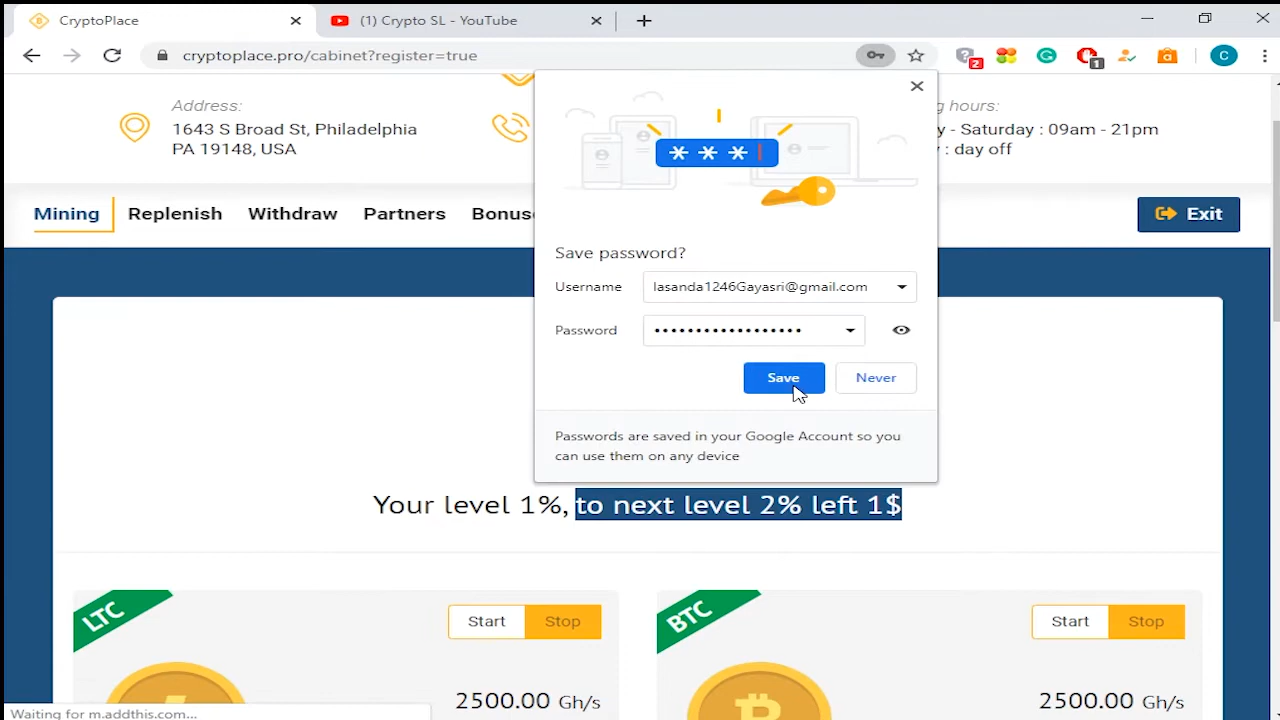 CryptoPlace
(1) Crypto SL - YouTube
cryptoplace.pro/cabinet?register=true
2
1
C
Address:
1643 S Broad St, Philadelphia
PA 19148, USA
g hours:
y - Saturday : 09am - 21pm
y : day off
Mining
Replenish
Withdraw
Partners
Bonus
Exit
* * * |
Save password?
Username
lasanda1246Gayasri@gmail.com
Password
••••••••••••••••••
Save
Never
Passwords are saved in your Google Account so you
can use them on any device
Your level 1%, to next level 2% left 1$
LTC
Start
Stop
2500.00 Gh/s
BTC
Start
Stop
2500.00 Gh/s
Waiting for m.addthis.com...